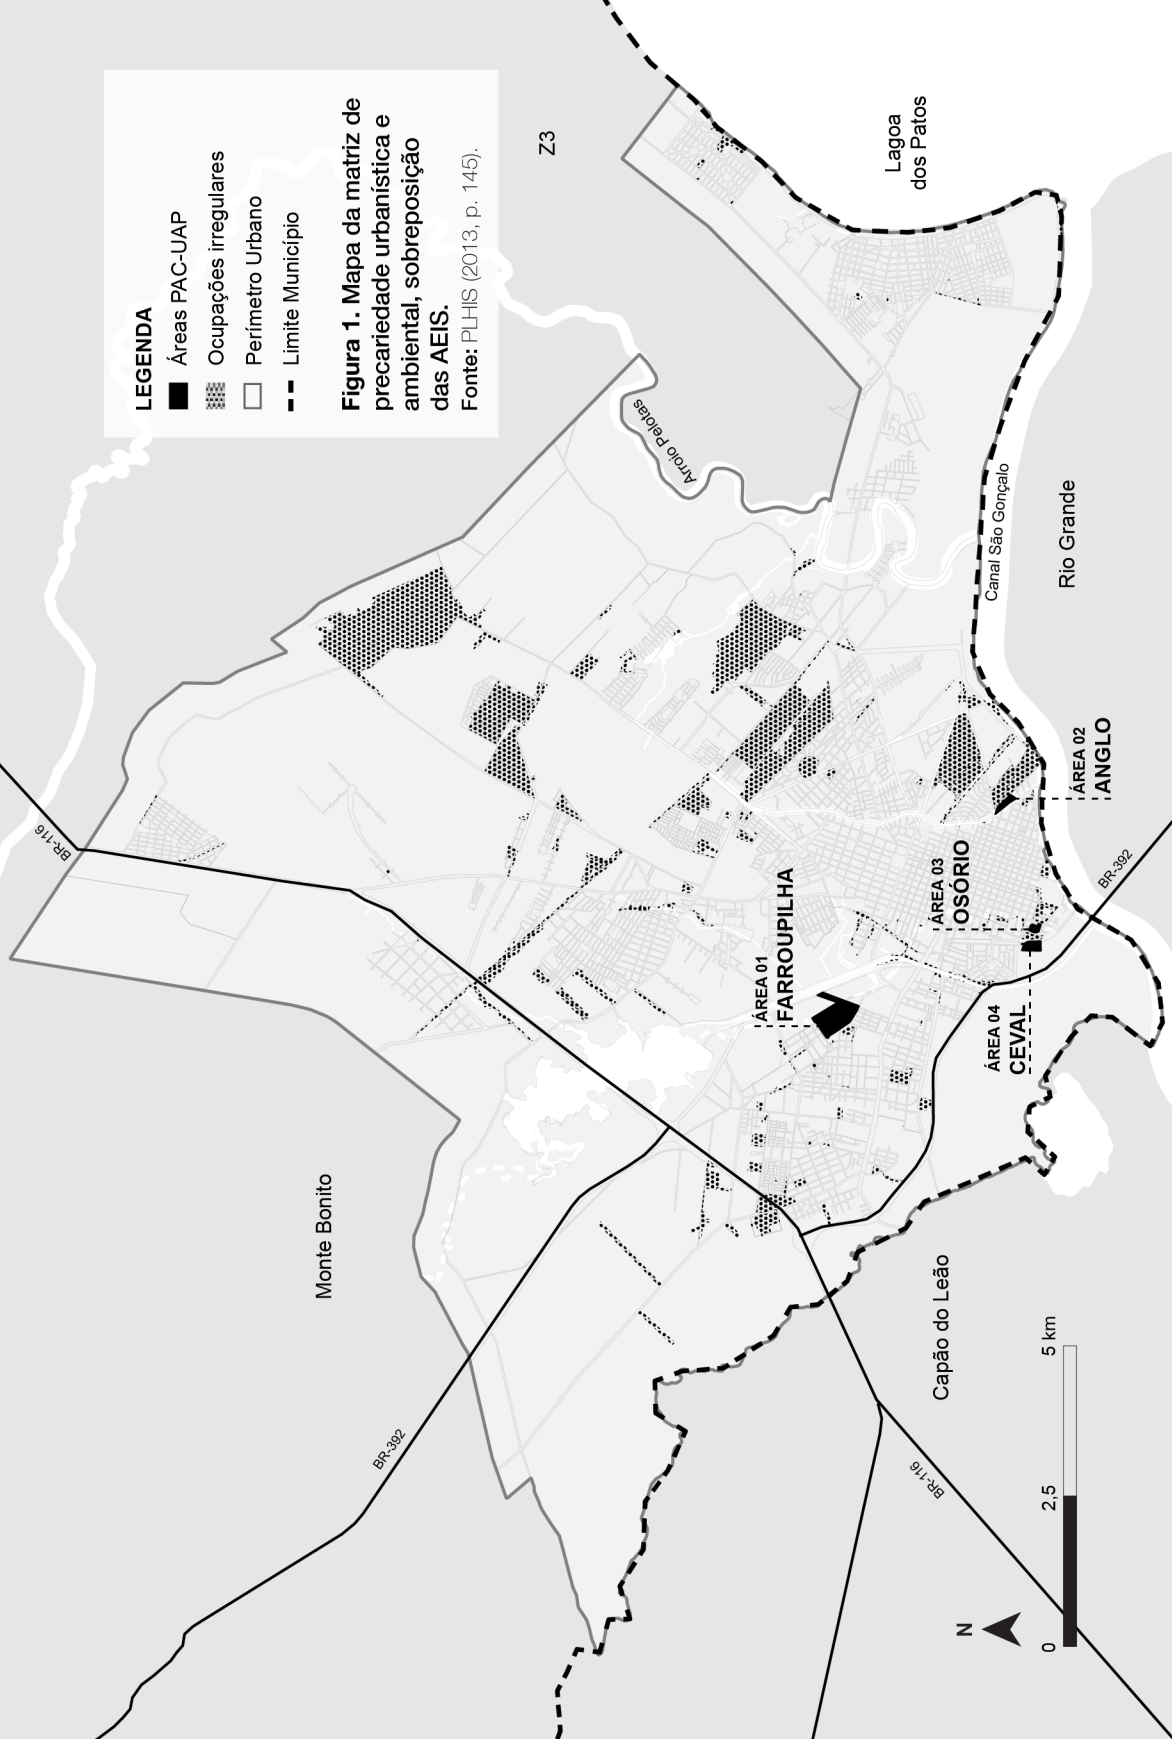 LEGENDA
Áreas PAC-UAP
Ocupações irregulares
Perímetro Urbano
Limite Município
Figura 1. Mapa da matriz de
precariedade urbanística e
ambiental, sobreposição
das AEIS.
Fonte: PLHIS (2013, p. 145).
Z3
Lagoa
dos Patos
Arroio Pelotas
Canal São Gonçalo
Rio Grande
BR-116
ÁREA 02
ANGLO
ÁREA 03
OSÓRIO
ÁREA 01
FARROUPILHA
ÁREA 04
CEVAL
BR-392
Monte Bonito
Capão do Leão
BR-392
BR-116
N
0
2,5
5 km